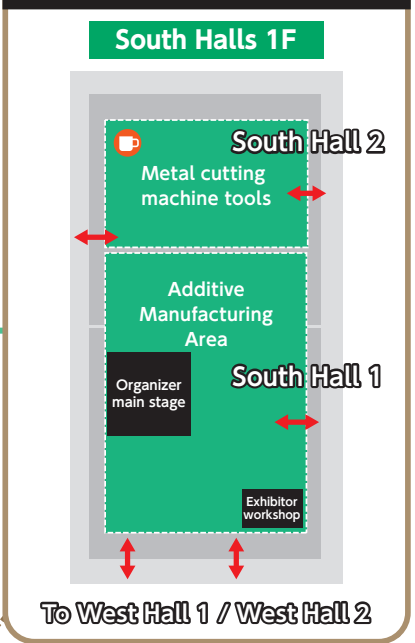 South Halls 1F
South Hall 2
Metal cutting
machine tools
Additive
Manufacturing
Area
Organizer
main stage
South Hall 1
Exhibitor
workshop
To West Hall 1 / West Hall 2